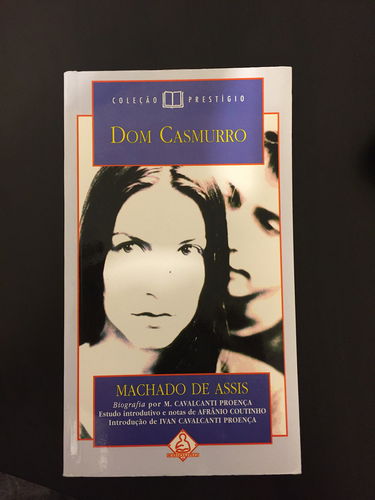 COLEÇÃO PRESTÍGIO
DOM CASMURRO
MACHADO DE ASSIS
Biografia por M. CAVALCANTI PROENÇA
Estudo introdutivo e notas de AFRÂNIO COUTINHO
Introdução de IVAN CAVALCANTI PROENÇA